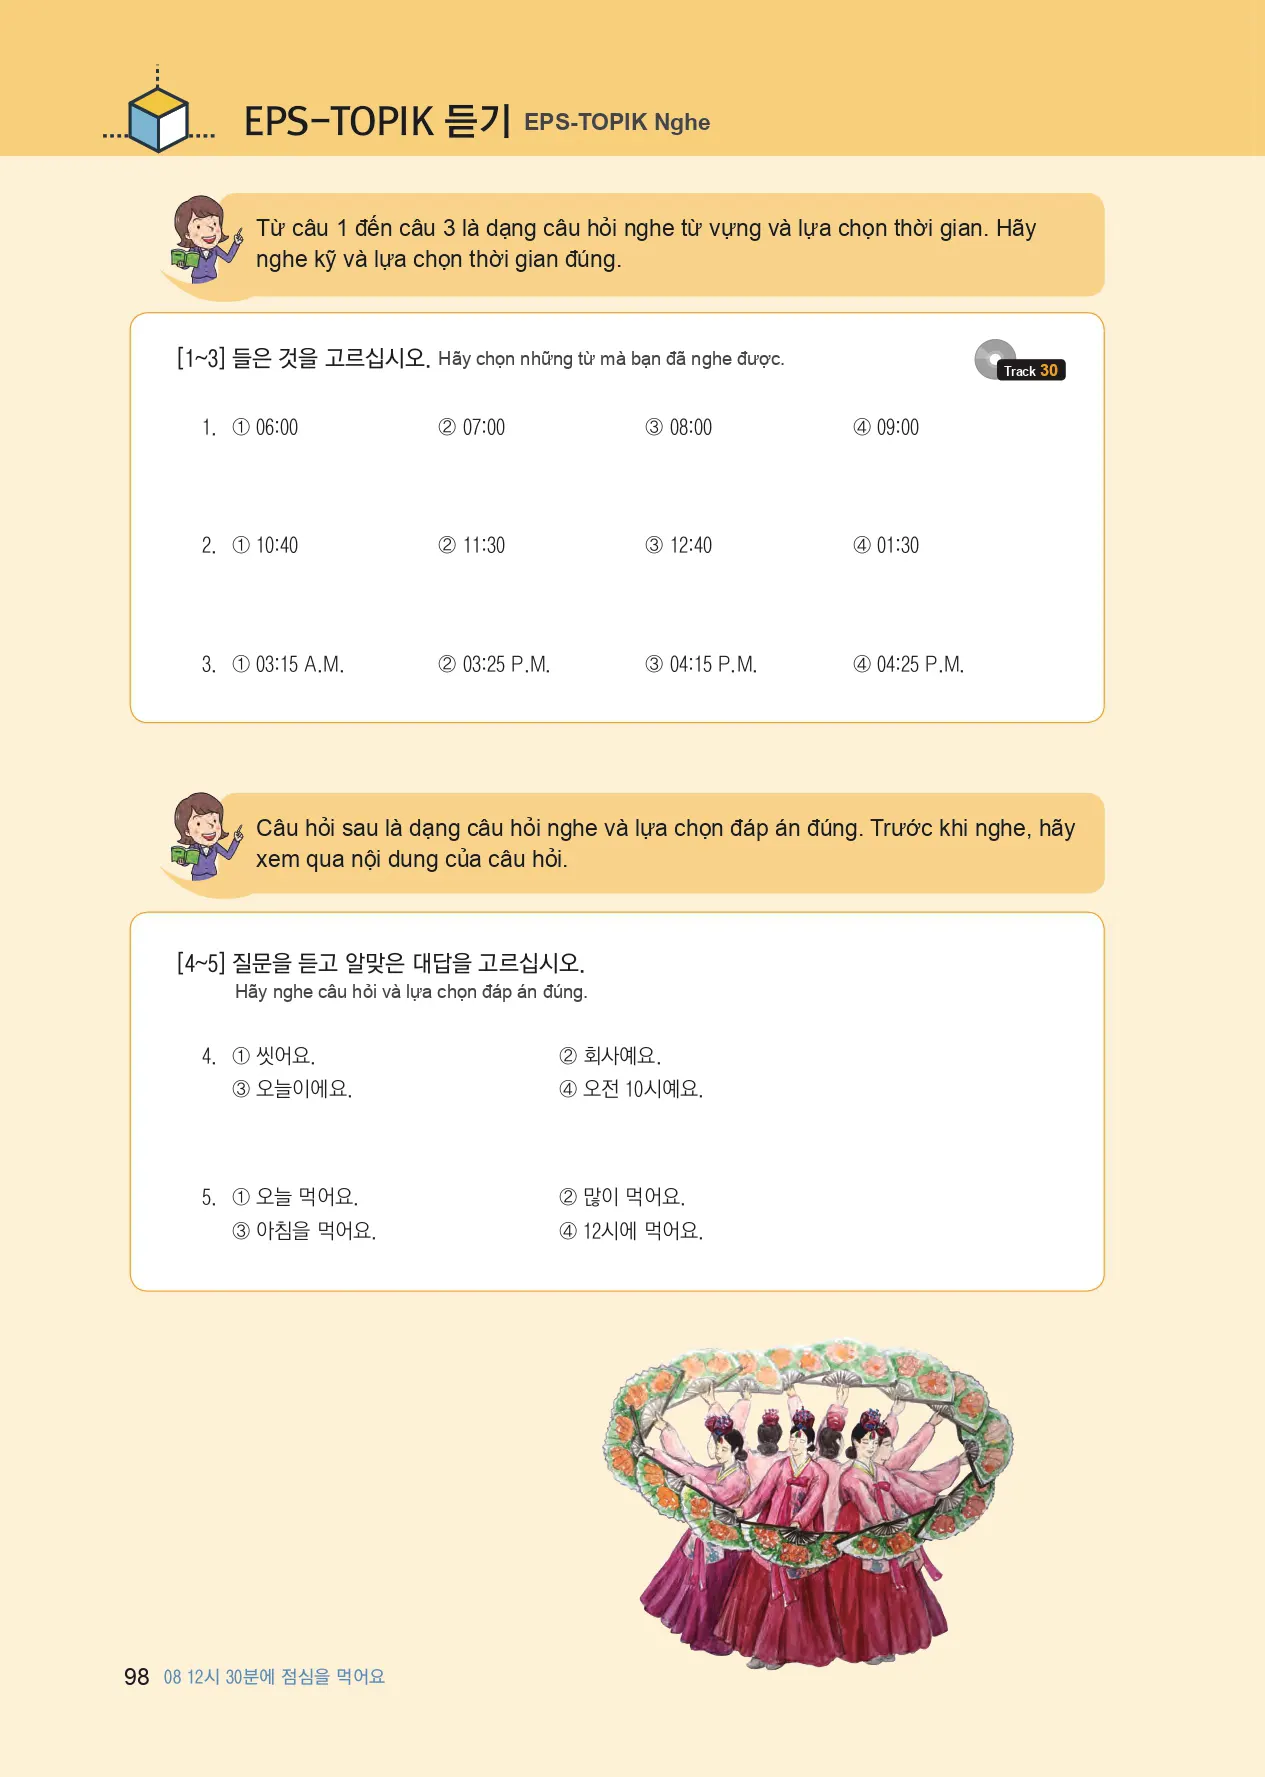 EPS-TOPIK 듣기 EPS-TOPIK Nghe
Từ câu 1 đến câu 3 là dạng câu hỏi nghe từ vựng và lựa chọn thời gian. Hãy
nghe kỹ và lựa chọn thời gian đúng.
[1~3] 들은 것을 고르십시오. Hãy chọn những từ mà bạn đã nghe được.
Track 30
1. ① 06:00 ② 07:00 ③ 08:00 ④ 09:00
2. ① 10:40 ② 11:30 ③ 12:40 ④ 01:30
3. ① 03:15 A.M. ② 03:25 P.M. ③ 04:15 P.M. ④ 04:25 P.M.
Câu hỏi sau là dạng câu hỏi nghe và lựa chọn đáp án đúng. Trước khi nghe, hãy
xem qua nội dung của câu hỏi.
[4~5] 질문을 듣고 알맞은 대답을 고르십시오.
Hãy nghe câu hỏi và lựa chọn đáp án đúng.
4. ① 씻어요. ② 회사예요.
③ 오늘이에요. ④ 오전 10시예요.
5. ① 오늘 먹어요. ② 많이 먹어요.
③ 아침을 먹어요. ④ 12시에 먹어요.
98 08 12시 30분에 점심을 먹어요